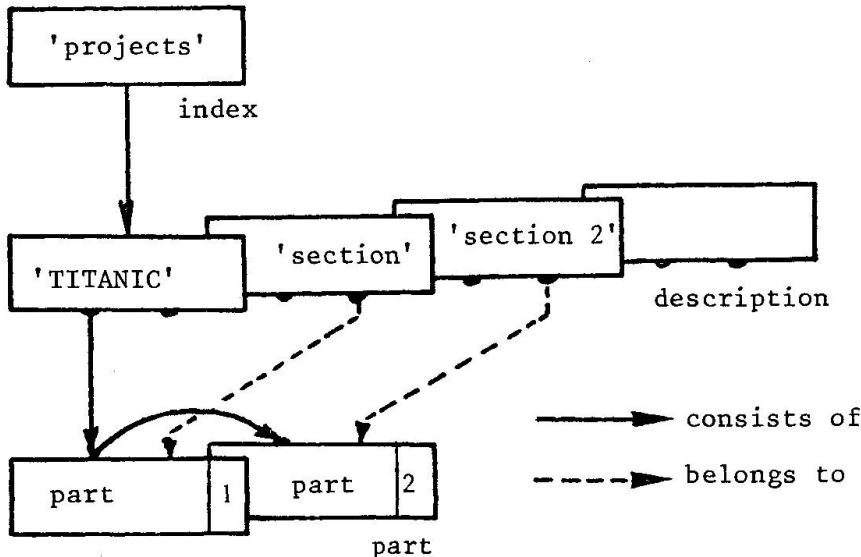 'projects'
index
'TITANIC'
'section'
'section 2'
description
consists of
belongs to
part 1
part 2
part